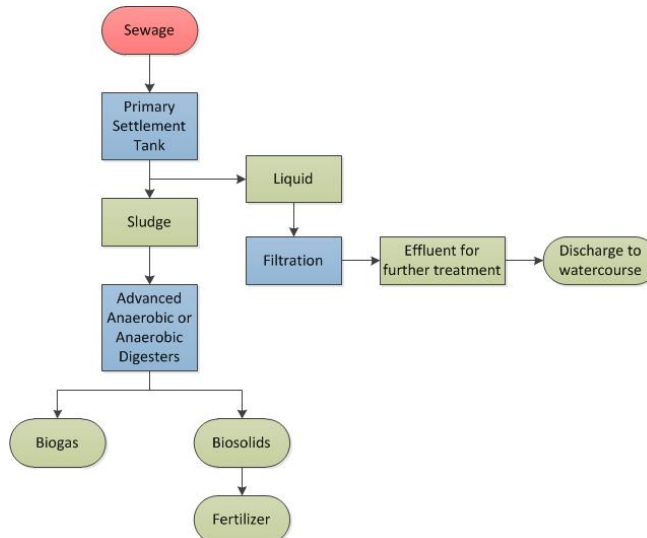 Sewage
Primary
Settlement
Tank
Liquid
Sludge
Filtration
Effluent for
further treatment
Discharge to
watercourse
Advanced
Anaerobic or
Anaerobic
Digesters
Biogas
Biosolids
Fertilizer